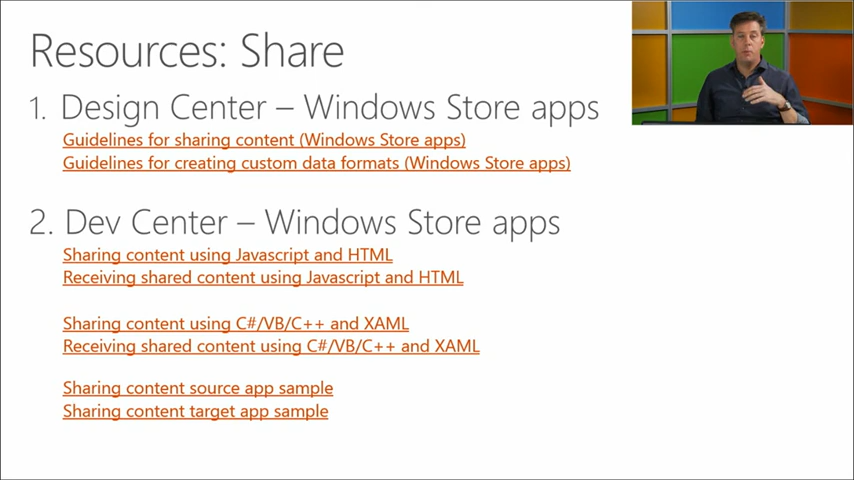 Resources: Share
1. Design Center – Windows Store apps
Guidelines for sharing content (Windows Store apps)
Guidelines for creating custom data formats (Windows Store apps)
2. Dev Center – Windows Store apps
Sharing content using Javascript and HTML
Receiving shared content using Javascript and HTML
Sharing content using C#/VB/C++ and XAML
Receiving shared content using C#/VB/C++ and XAML
Sharing content source app sample
Sharing content target app sample